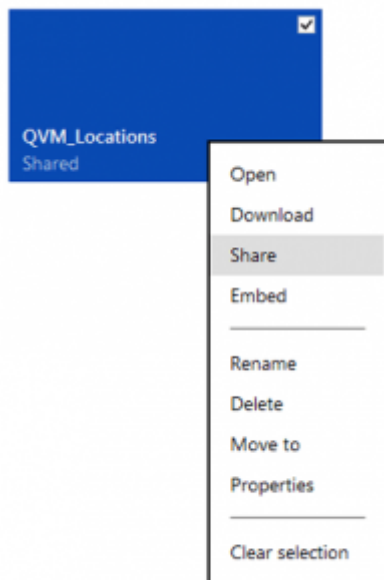 QVM_Locations
Shared
Open
Download
Share
Embed
Rename
Delete
Move to
Properties
Clear selection